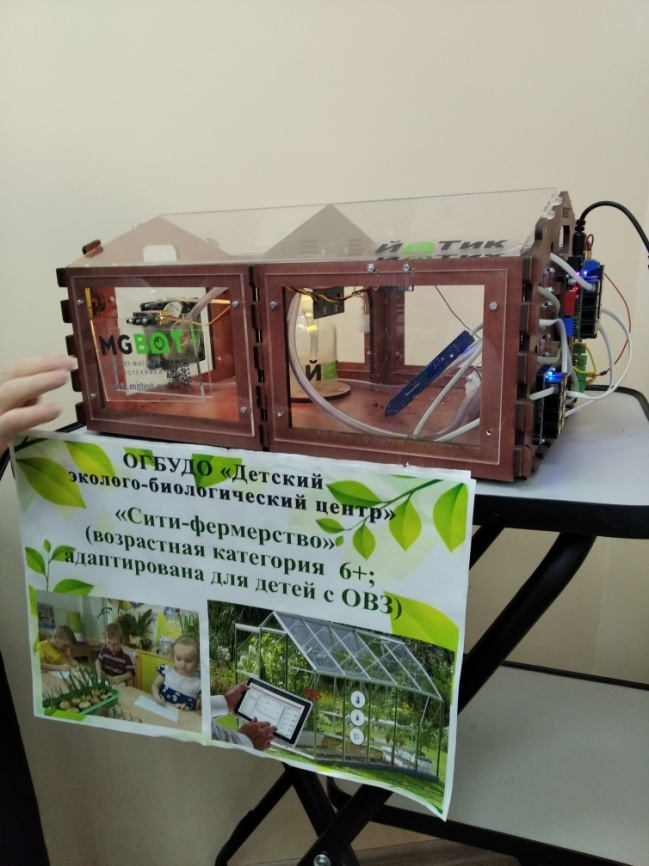 йотик
MGBOT
ОГБУДО «Детский
эколого-биологический центр»
«Сити-фермерство»
(возрастная категория 6+;
адаптирована для детей с ОВЗ)